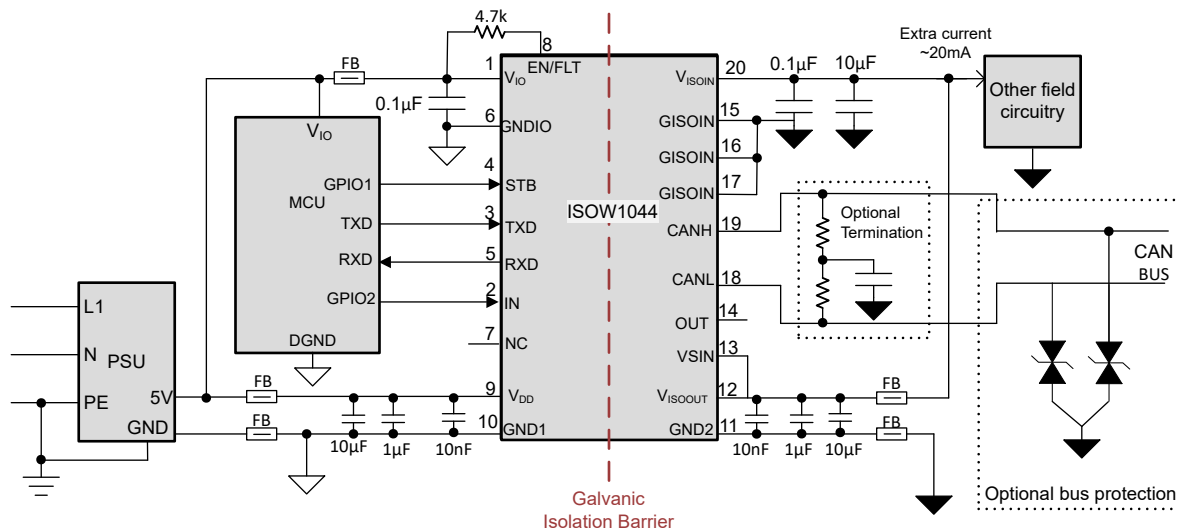 4.7k
Extra current
~20mA
FB
8
EN/FLT
1
VIO
20
VISOIN
0.1µF
10µF
Other field
circuitry
0.1µF
6
GNDIO
15
GISOIN
VIO
16
GISOIN
4
STB
17
GISOIN
GPIO1
MCU
ISOW1044
Optional
Termination
TXD
3
TXD
19
CANH
RXD
5
RXD
CAN
BUS
GPIO2
2
IN
18
CANL
14
OUT
L1
7
NC
DGND
13
VSIN
N
PSU
PE
5V
FB
9
VDD
12
VISOOUT
FB
GND
FB
10
GND1
11
GND2
FB
10µF
1µF
10nF
10nF
1µF
10µF
Galvanic
Isolation Barrier
Optional bus protection